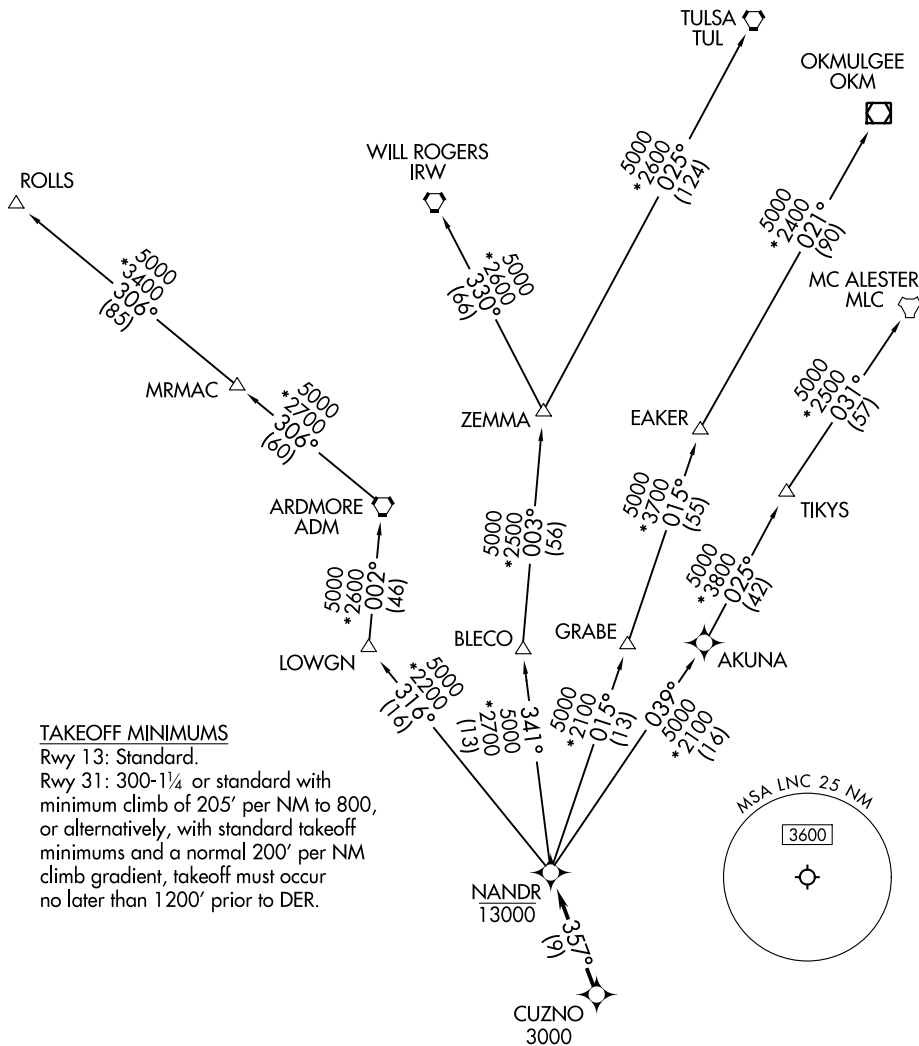 TULSA
TUL
OKMULGEE
OKM
WILL ROGERS
IRW
ROLLS
5000
*2600
025°
(124)
5000
*2400
021°
(90)
MC ALESTER
MLC
5000
*3400
306°
(85)
5000
*2600
330°
(66)
MRMAC
ZEMMA
EAKER
5000
*2500
031°
(57)
5000
*2700
306°
(60)
ARDMORE
ADM
5000
*2500
003°
(56)
5000
*3700
015°
(55)
TIKYS
5000
*2600
002°
(46)
5000
*3800
025°
(42)
LOWGN
BLECO
GRABE
AKUNA
5000
*2200
316°
(16)
341°
5000
*2700
(13)
5000
*2100
015°
(13)
039°
5000
*2100
(16)
TAKEOFF MINIMUMS
Rwy 13: Standard.
Rwy 31: 300-1¼ or standard with
minimum climb of 205' per NM to 800,
or alternatively, with standard takeoff
minimums and a normal 200' per NM
climb gradient, takeoff must occur
no later than 1200' prior to DER.
MSA LNC 25 NM
3600
NANDR
13000
357°
(9)
CUZNO
3000